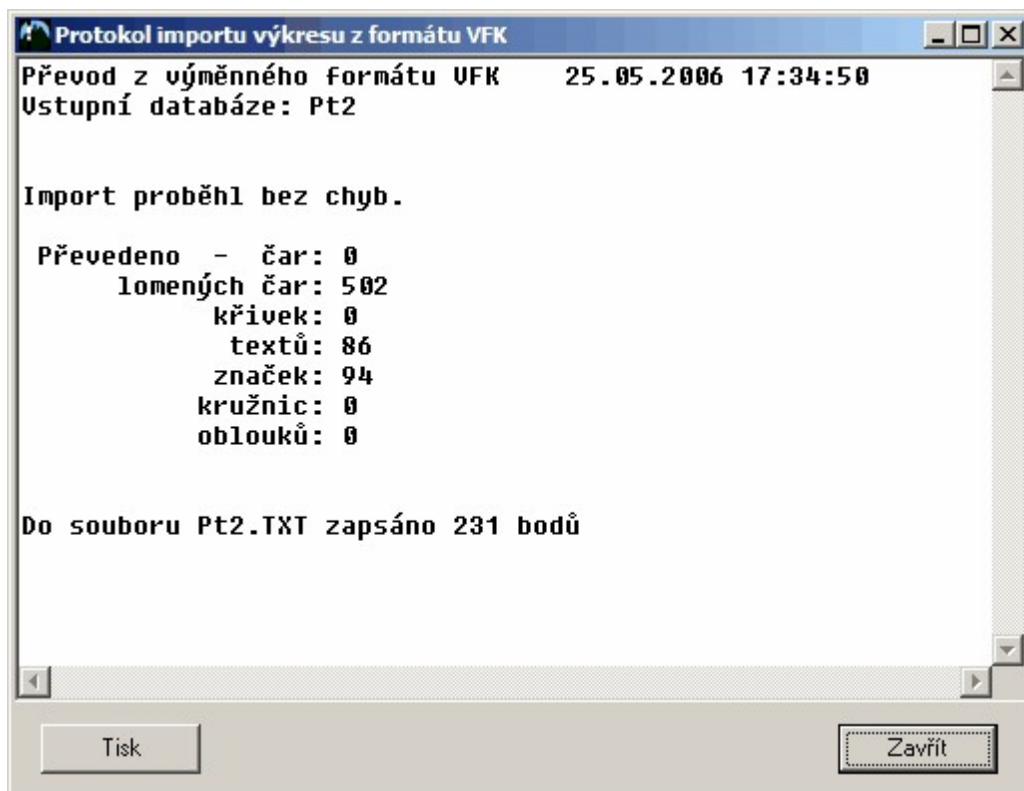 Protokol importu výkresu z formátu VFK
Převod z výměnného formátu VFK    25.05.2006 17:34:50
Vstupní databáze: Pt2
Import proběhl bez chyb.
Převedeno  -  čar: 0
lomených čar: 502
křivek: 0
textů: 86
značek: 94
kružnic: 0
oblouků: 0
Do souboru Pt2.TXT zapsáno 231 bodů
Tisk
Zavřít